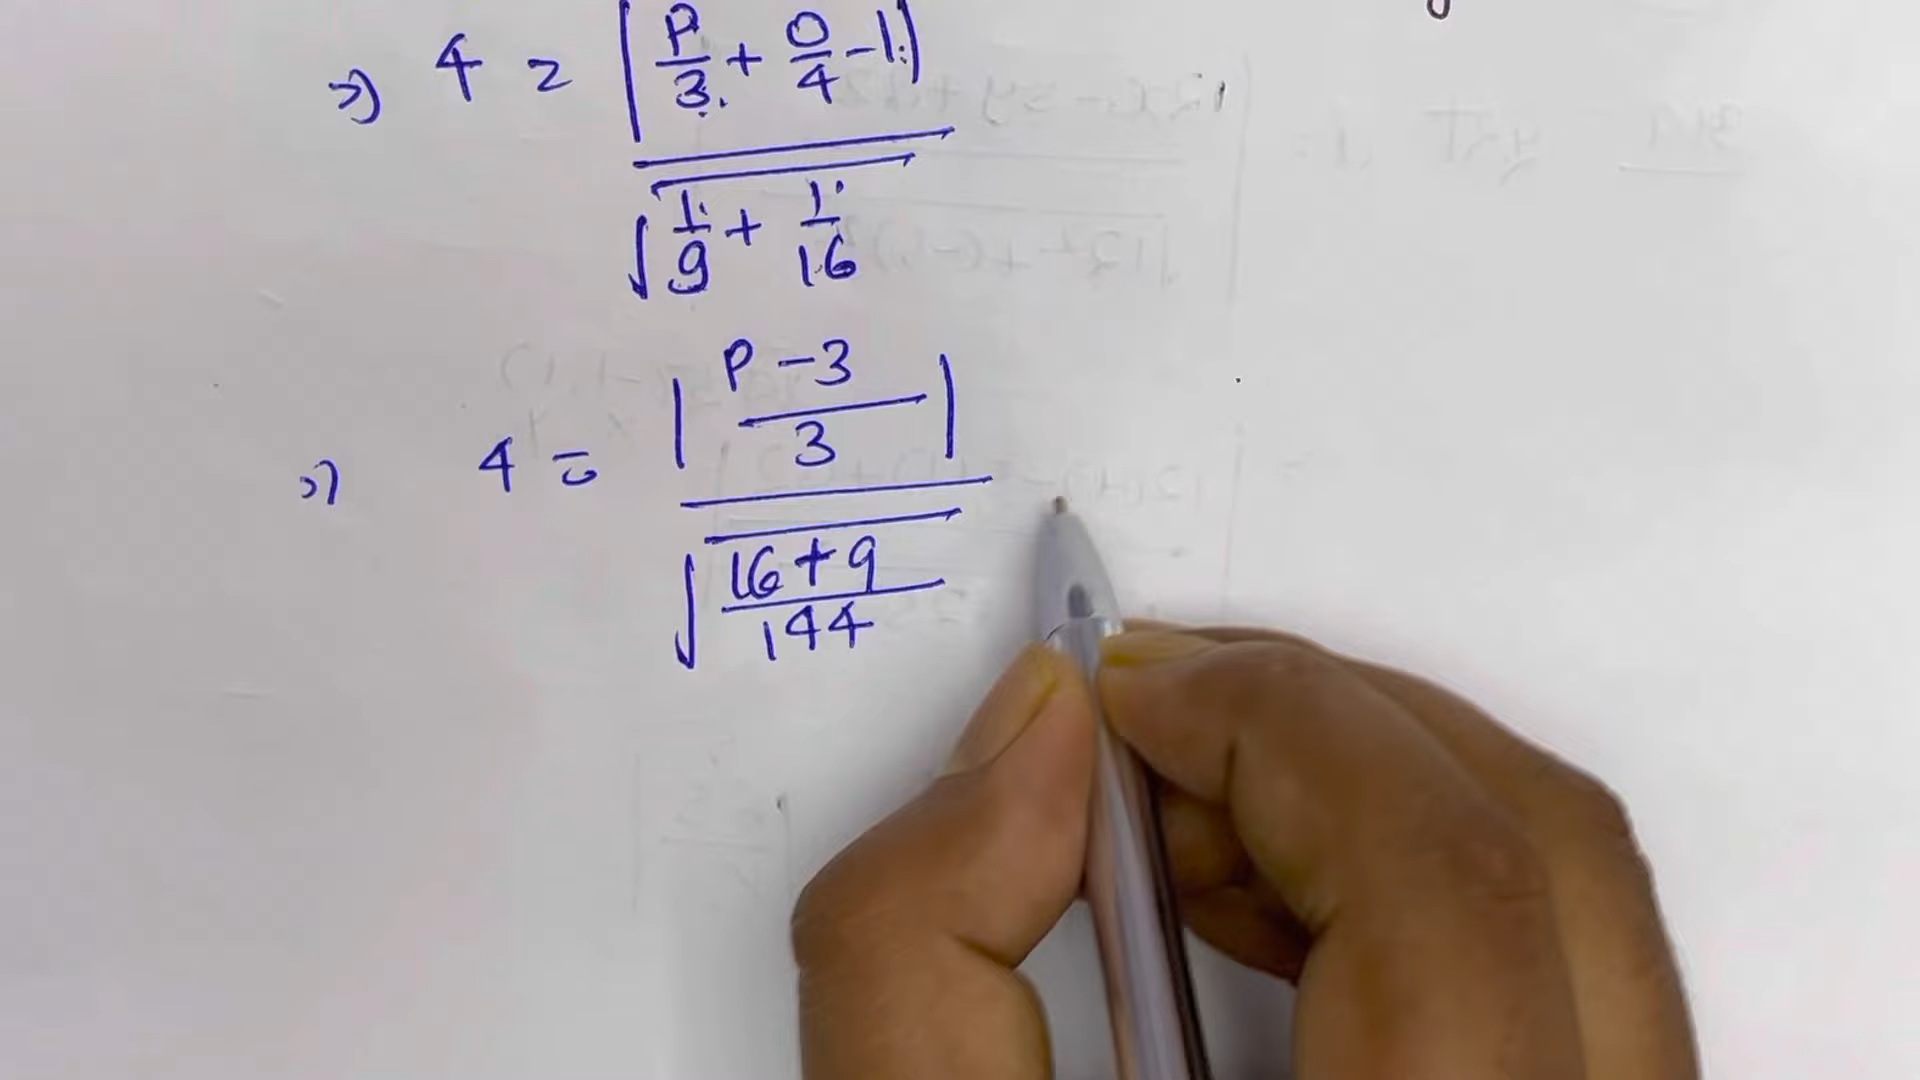 ⇒) 4 = |P/3 + 0/4 - 1| / √(1/9 + 1/16)
⇒) 4 = |(P - 3)/3| / √((16 + 9)/144)